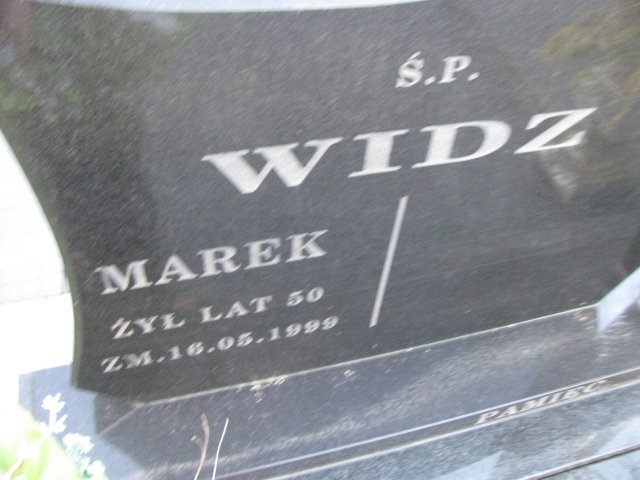 Ś.P.
WIDZ
MAREK
ŻYŁ LAT 50
ZM.16.05.1999
PAMIĘĆ